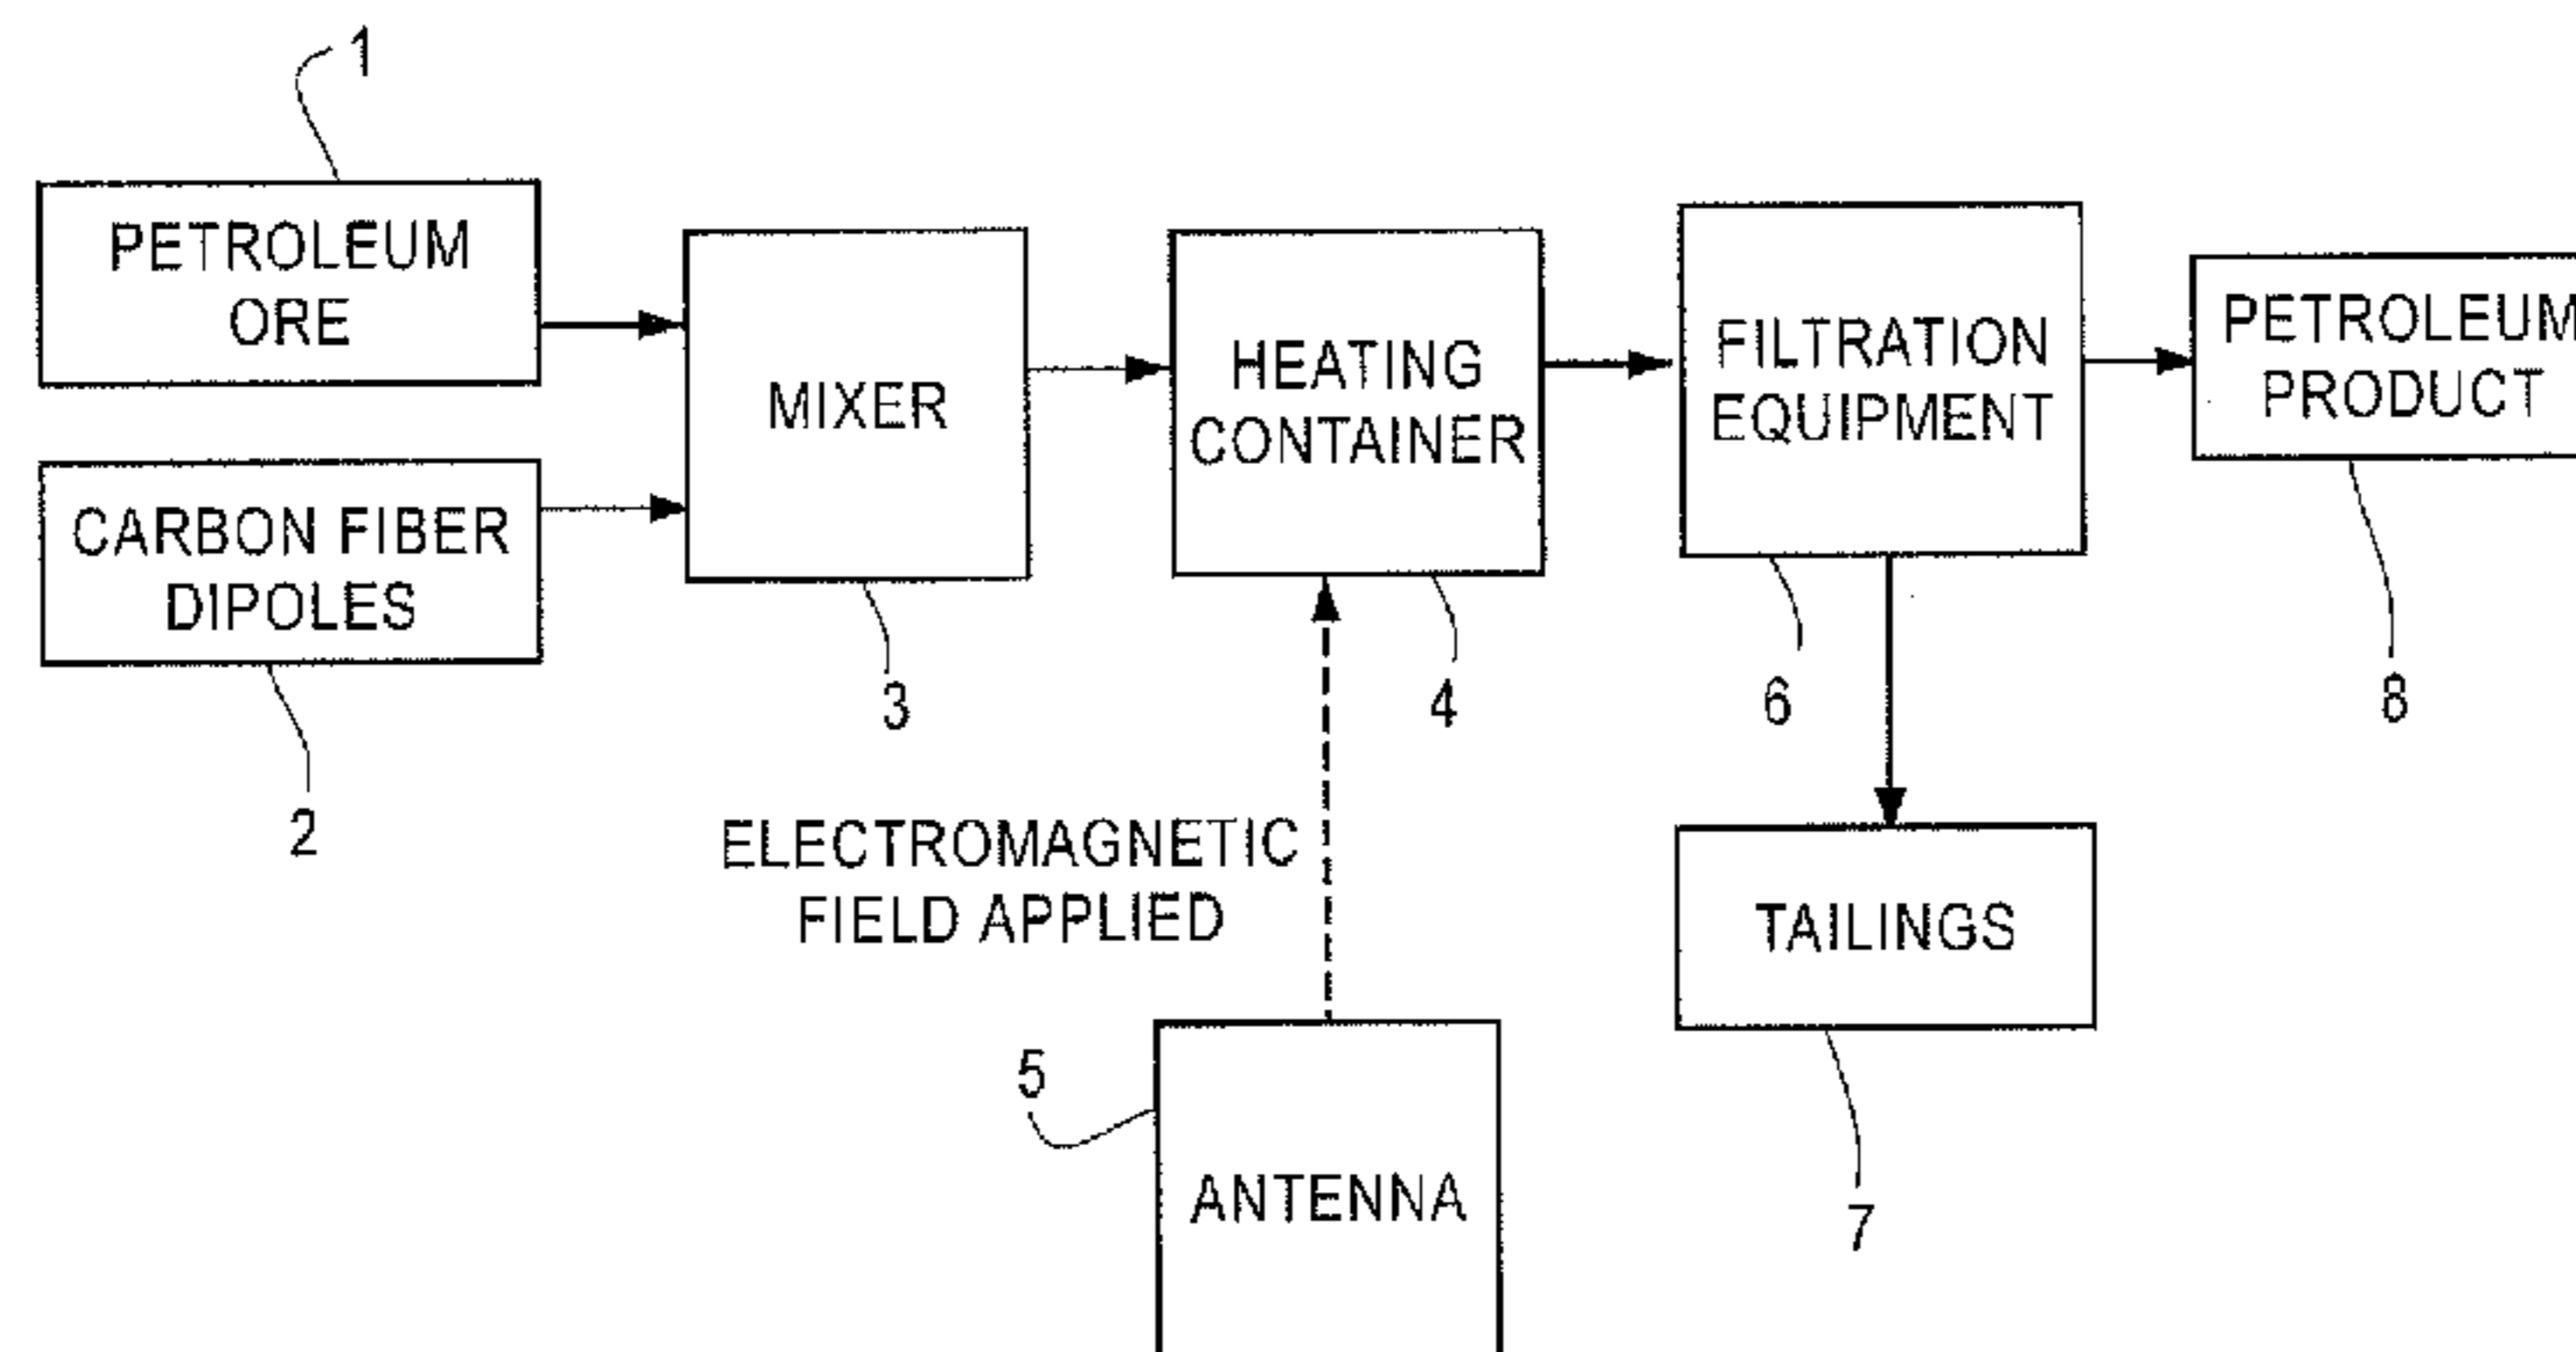 1
PETROLEUM
ORE
CARBON FIBER
DIPOLES
2
MIXER
3
HEATING
CONTAINER
4
ELECTROMAGNETIC
FIELD APPLIED
5
ANTENNA
FILTRATION
EQUIPMENT
6
TAILINGS
7
PETROLEUM
PRODUCT
8